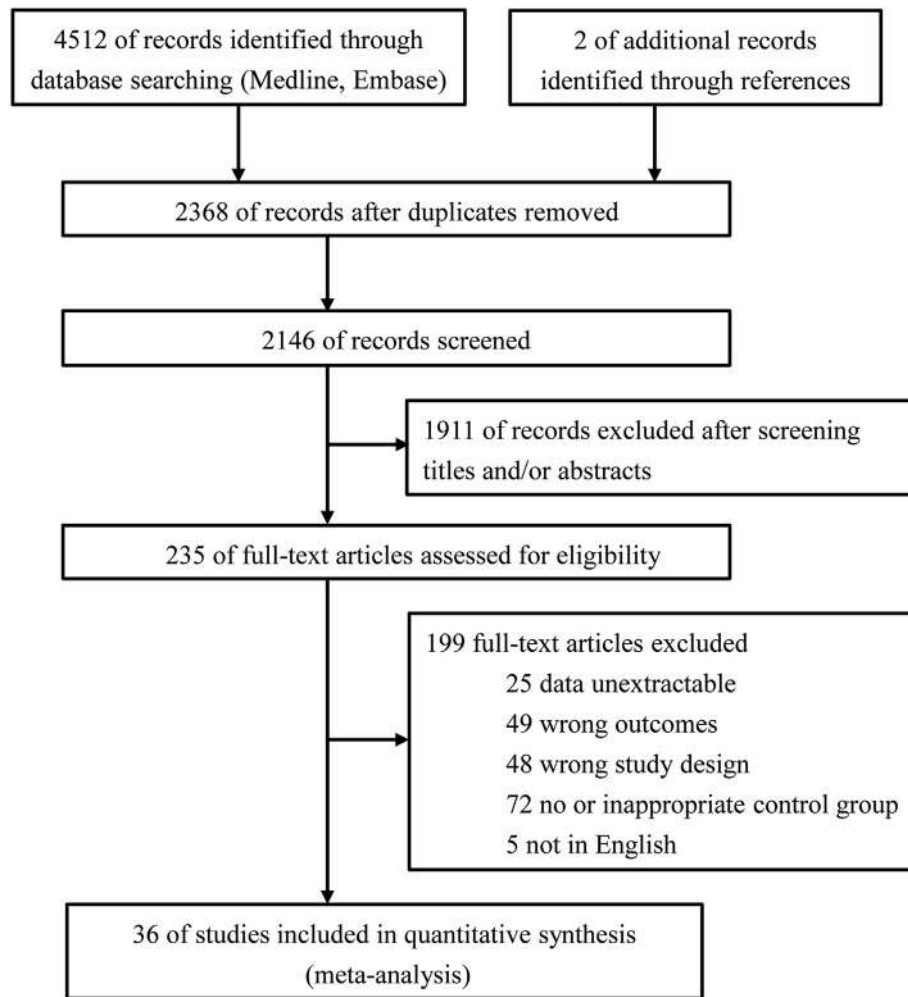 4512 of records identified through
database searching (Medline, Embase)
2 of additional records
identified through references
2368 of records after duplicates removed
2146 of records screened
1911 of records excluded after screening
titles and/or abstracts
235 of full-text articles assessed for eligibility
199 full-text articles excluded
25 data unextractable
49 wrong outcomes
48 wrong study design
72 no or inappropriate control group
5 not in English
36 of studies included in quantitative synthesis
(meta-analysis)